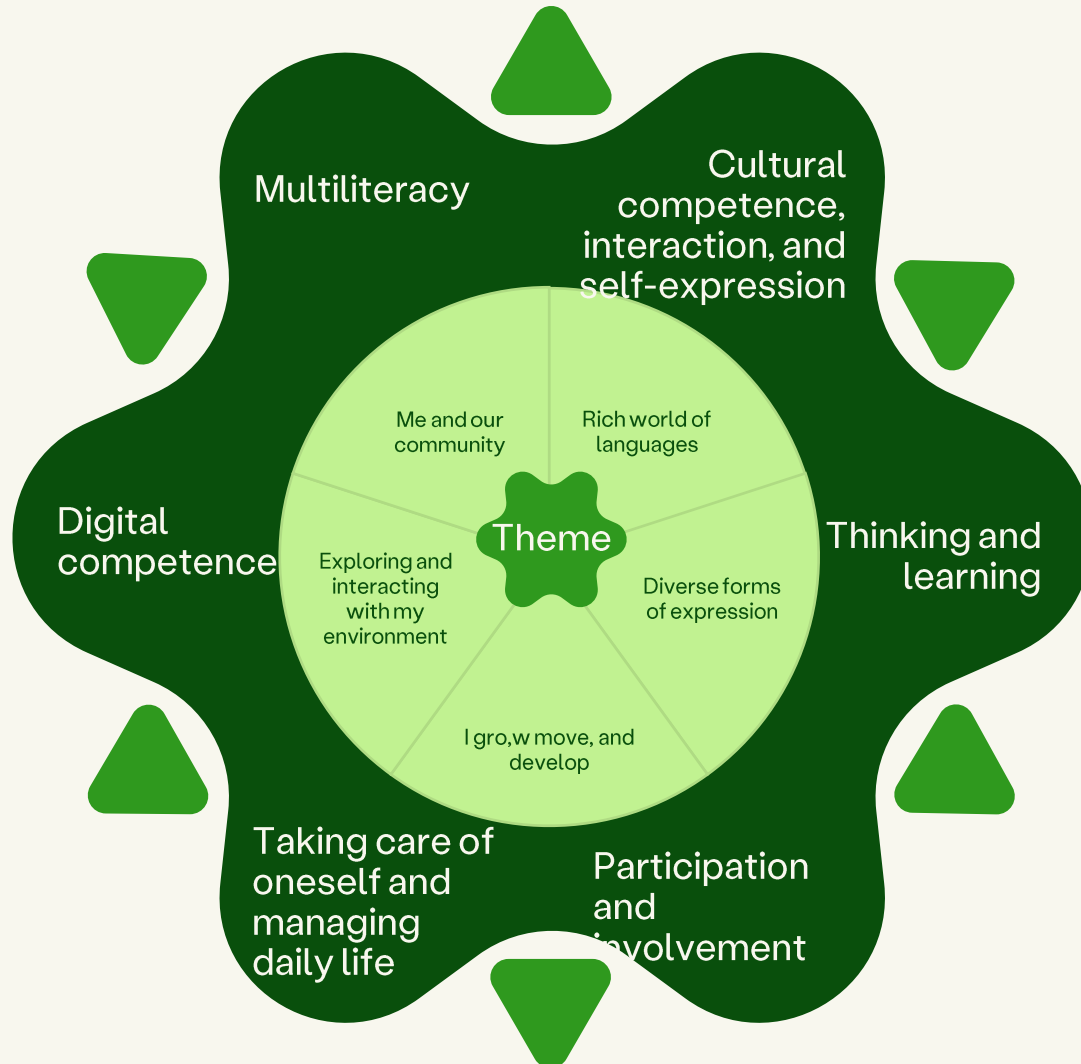 Multiliteracy
Cultural
competence,
interaction, and
self-expression
Me and our
community
Rich world of
languages
Digital
competence
Theme
Thinking and
learning
Exploring and
interacting
with my
environment
Diverse forms
of expression
I gro,w move, and
develop
Taking care of
oneself and
managing
daily life
Participation
and
involvement